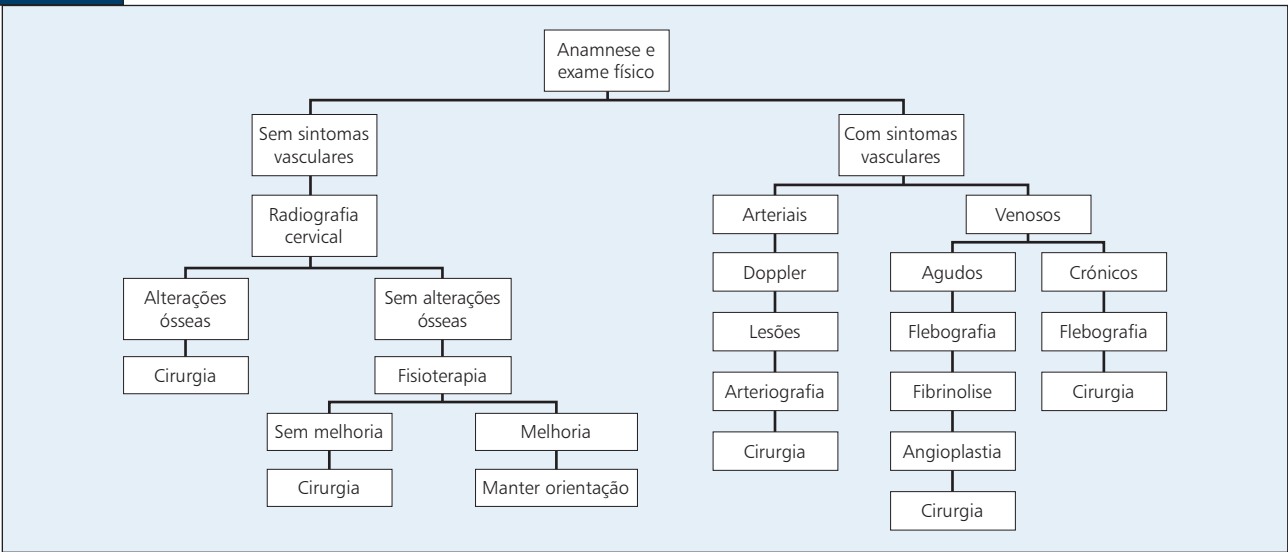 Anamnese e
exame físico
Sem sintomas
vasculares
Com sintomas
vasculares
Radiografia
cervical
Arteriais
Venosos
Alterações
ósseas
Sem alterações
ósseas
Doppler
Agudos
Crónicos
Lesões
Flebografia
Flebografia
Cirurgia
Fisioterapia
Arteriografia
Fibrinolise
Cirurgia
Sem melhoria
Melhoria
Cirurgia
Angioplastia
Cirurgia
Manter orientação
Cirurgia